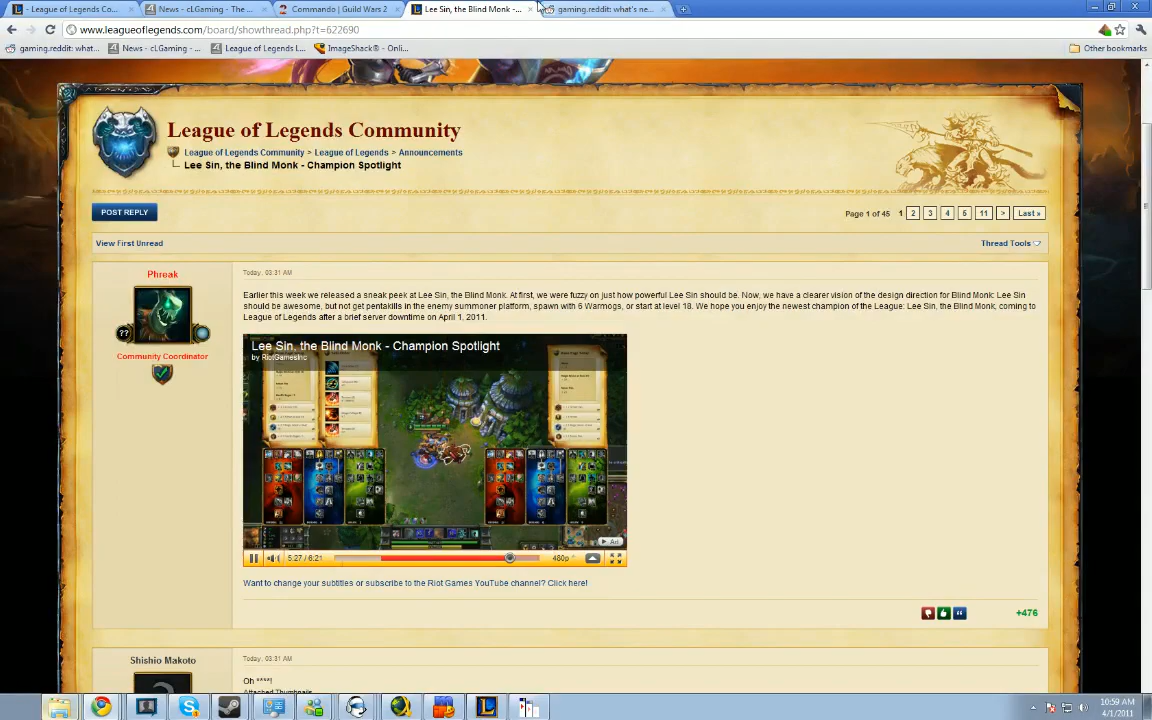 - League of Legends Co...
News - cLGaming - The ...
Commando | Guild Wars 2
Lee Sin, the Blind Monk -...
gaming.reddit: what's ne...
www.leagueoflegends.com/board/showthread.php?t=622690
gaming.reddit: what...
News - cLGaming - ...
League of Legends L...
ImageShack® - Onli...
Other bookmarks
League of Legends Community
League of Legends Community > League of Legends > Announcements
Lee Sin, the Blind Monk - Champion Spotlight
POST REPLY
Page 1 of 45 1 2 3 4 5 11 > Last »
View First Unread
Thread Tools
Phreak
Today, 03:31 AM
Earlier this week we released a sneak peek at Lee Sin, the Blind Monk. At first, we were fuzzy on just how powerful Lee Sin should be. Now, we have a clearer vision of the design direction for Blind Monk: Lee Sin
should be awesome, but not get pentakills in the enemy summoner platform, spawn with 6 Warmogs, or start at level 18. We hope you enjoy the newest champion of the League: Lee Sin, the Blind Monk, coming to
League of Legends after a brief server downtime on April 1, 2011.
??
Community Coordinator
Lee Sin, the Blind Monk - Champion Spotlight
by RiotGamesInc
Art
5:27 / 6:21
480p
Want to change your subtitles or subscribe to the Riot Games YouTube channel? Click here!
+476
Shishio Makoto
Today, 03:31 AM
Oh ****!
Attached Thumbnails
10:59 AM
4/1/2011